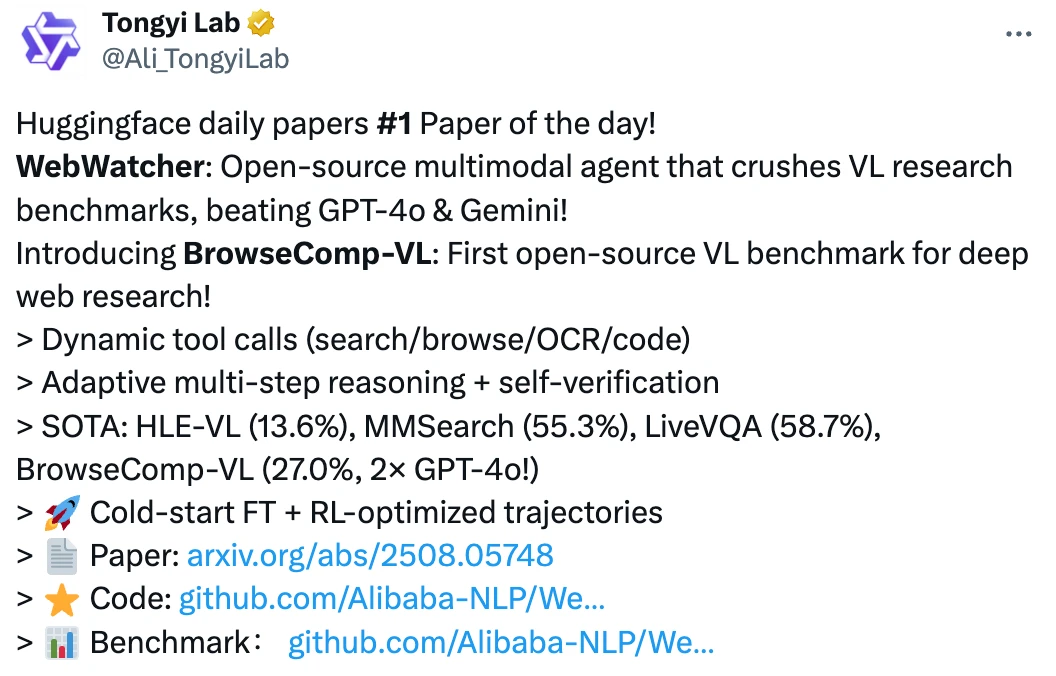 Tongyi Lab
@Ali_TongyiLab
Huggingface daily papers #1 Paper of the day!
WebWatcher: Open-source multimodal agent that crushes VL research
benchmarks, beating GPT-4o & Gemini!
Introducing BrowseComp-VL: First open-source VL benchmark for deep
web research!
> Dynamic tool calls (search/browse/OCR/code)
> Adaptive multi-step reasoning + self-verification
> SOTA: HLE-VL (13.6%), MMSearch (55.3%), LiveVQA (58.7%),
BrowseComp-VL (27.0%, 2× GPT-4o!)
> 🚀 Cold-start FT + RL-optimized trajectories
> 📄 Paper: arxiv.org/abs/2508.05748
> ⭐ Code: github.com/Alibaba-NLP/We…
> 📊 Benchmark： github.com/Alibaba-NLP/We…